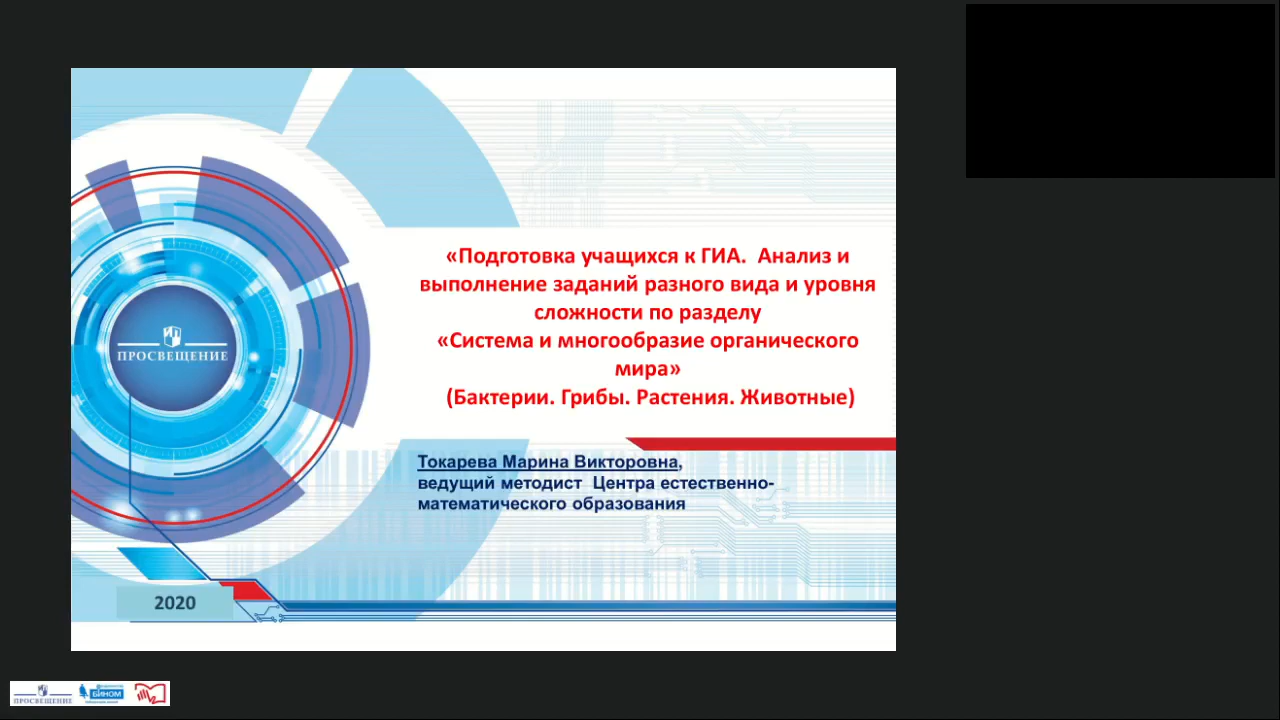 «Подготовка учащихся к ГИА.  Анализ и
выполнение заданий разного вида и уровня
сложности по разделу
«Система и многообразие органического
мира»
(Бактерии. Грибы. Растения. Животные)
ПРОСВЕЩЕНИЕ
Токарева Марина Викторовна,
ведущий методист  Центра естественно-
математического образования
2020
ПРОСВЕЩЕНИЕ
БИНОМ